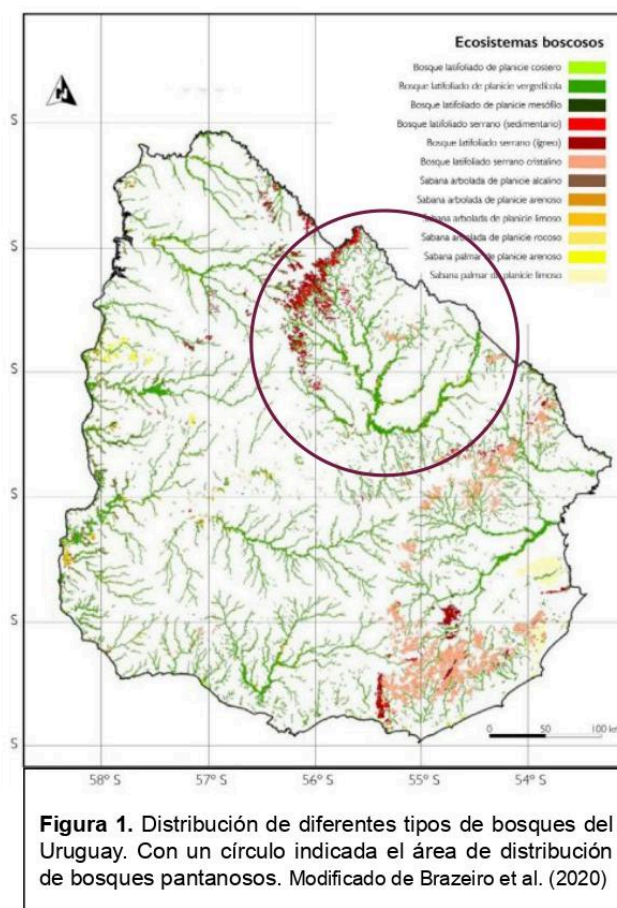 Ecosistemas boscosos
Bosque latifoliado de planicie costero
Bosque latifoliado de planicie vergedícola
Bosque latifoliado de planicie mesófilo
Bosque latifoliado serrano (sedimentario)
Bosque latifoliado serrano (ígneo)
Bosque latifoliado serrano cristalino
Sabana arbolada de planicie alcalino
Sabana arbolada de planicie arenoso
Sabana arbolada de planicie limoso
Sabana arbolada de planicie rocoso
Sabana palmar de planicie arenoso
Sabana palmar de planicie limoso
N
S
S
S
S
S
S
0 50 100 km
58° S 57° S 56° S 55° S 54° S
Figura 1. Distribución de diferentes tipos de bosques del
Uruguay. Con un círculo indicada el área de distribución
de bosques pantanosos. Modificado de Brazeiro et al. (2020)